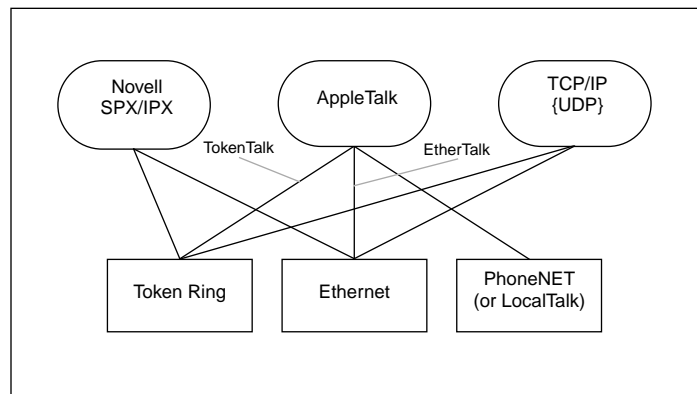 Novell
SPX/IPX
AppleTalk
TCP/IP
{UDP}
TokenTalk
EtherTalk
Token Ring
Ethernet
PhoneNET
(or LocalTalk)